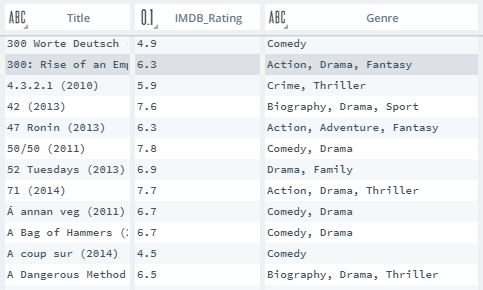 ABC Title 0.1 IMDB_Rating ABC Genre
300 Worte Deutsch 4.9 Comedy
300: Rise of an Em 6.3 Action, Drama, Fantasy
4.3.2.1 (2010) 5.9 Crime, Thriller
42 (2013) 7.6 Biography, Drama, Sport
47 Ronin (2013) 6.3 Action, Adventure, Fantasy
50/50 (2011) 7.8 Comedy, Drama
52 Tuesdays (2013) 6.9 Drama, Family
71 (2014) 7.7 Action, Drama, Thriller
Á annan veg (2011) 6.7 Comedy, Drama
A Bag of Hammers ( 6.7 Comedy, Drama
A coup sur (2014) 4.5 Comedy
A Dangerous Method 6.5 Biography, Drama, Thriller